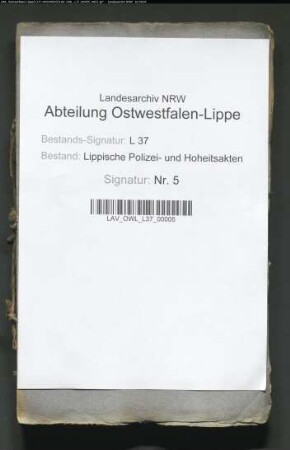 Landesarchiv NRW
Abteilung Ostwestfalen-Lippe
Bestands-Signatur: L 37
Bestand: Lippische Polizei- und Hoheitsakten
Signatur: Nr. 5
LAV_OWL_L37_00005